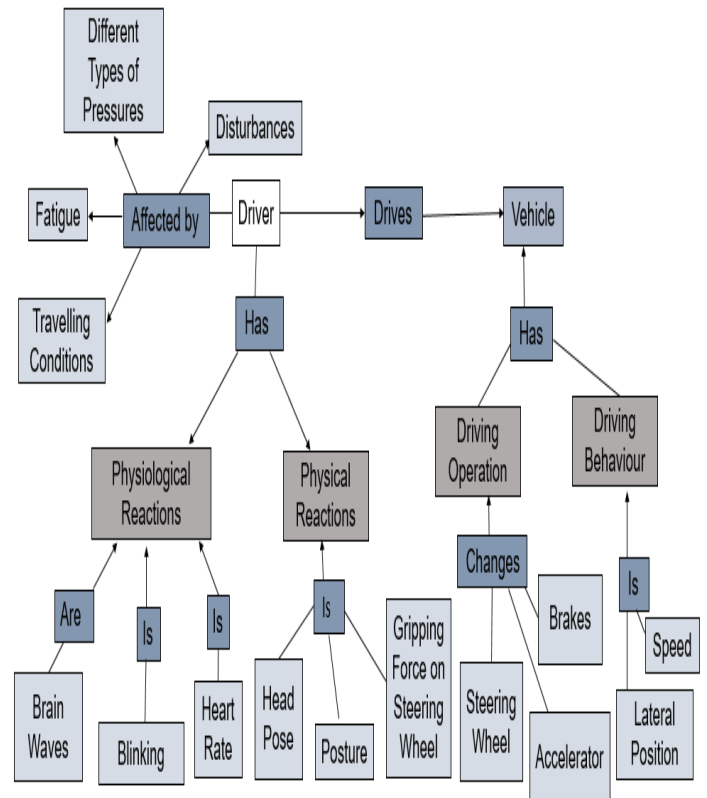 Different
Types of
Pressures
Disturbances
Fatigue
Affected by
Driver
Drives
Vehicle
Travelling
Conditions
Has
Has
Driving
Operation
Driving
Behaviour
Physiological
Reactions
Physical
Reactions
Changes
Is
Are
Is
Is
Is
Brakes
Speed
Gripping
Force on
Steering
Wheel
Brain
Waves
Blinking
Heart
Rate
Head
Pose
Posture
Steering
Wheel
Accelerator
Lateral
Position